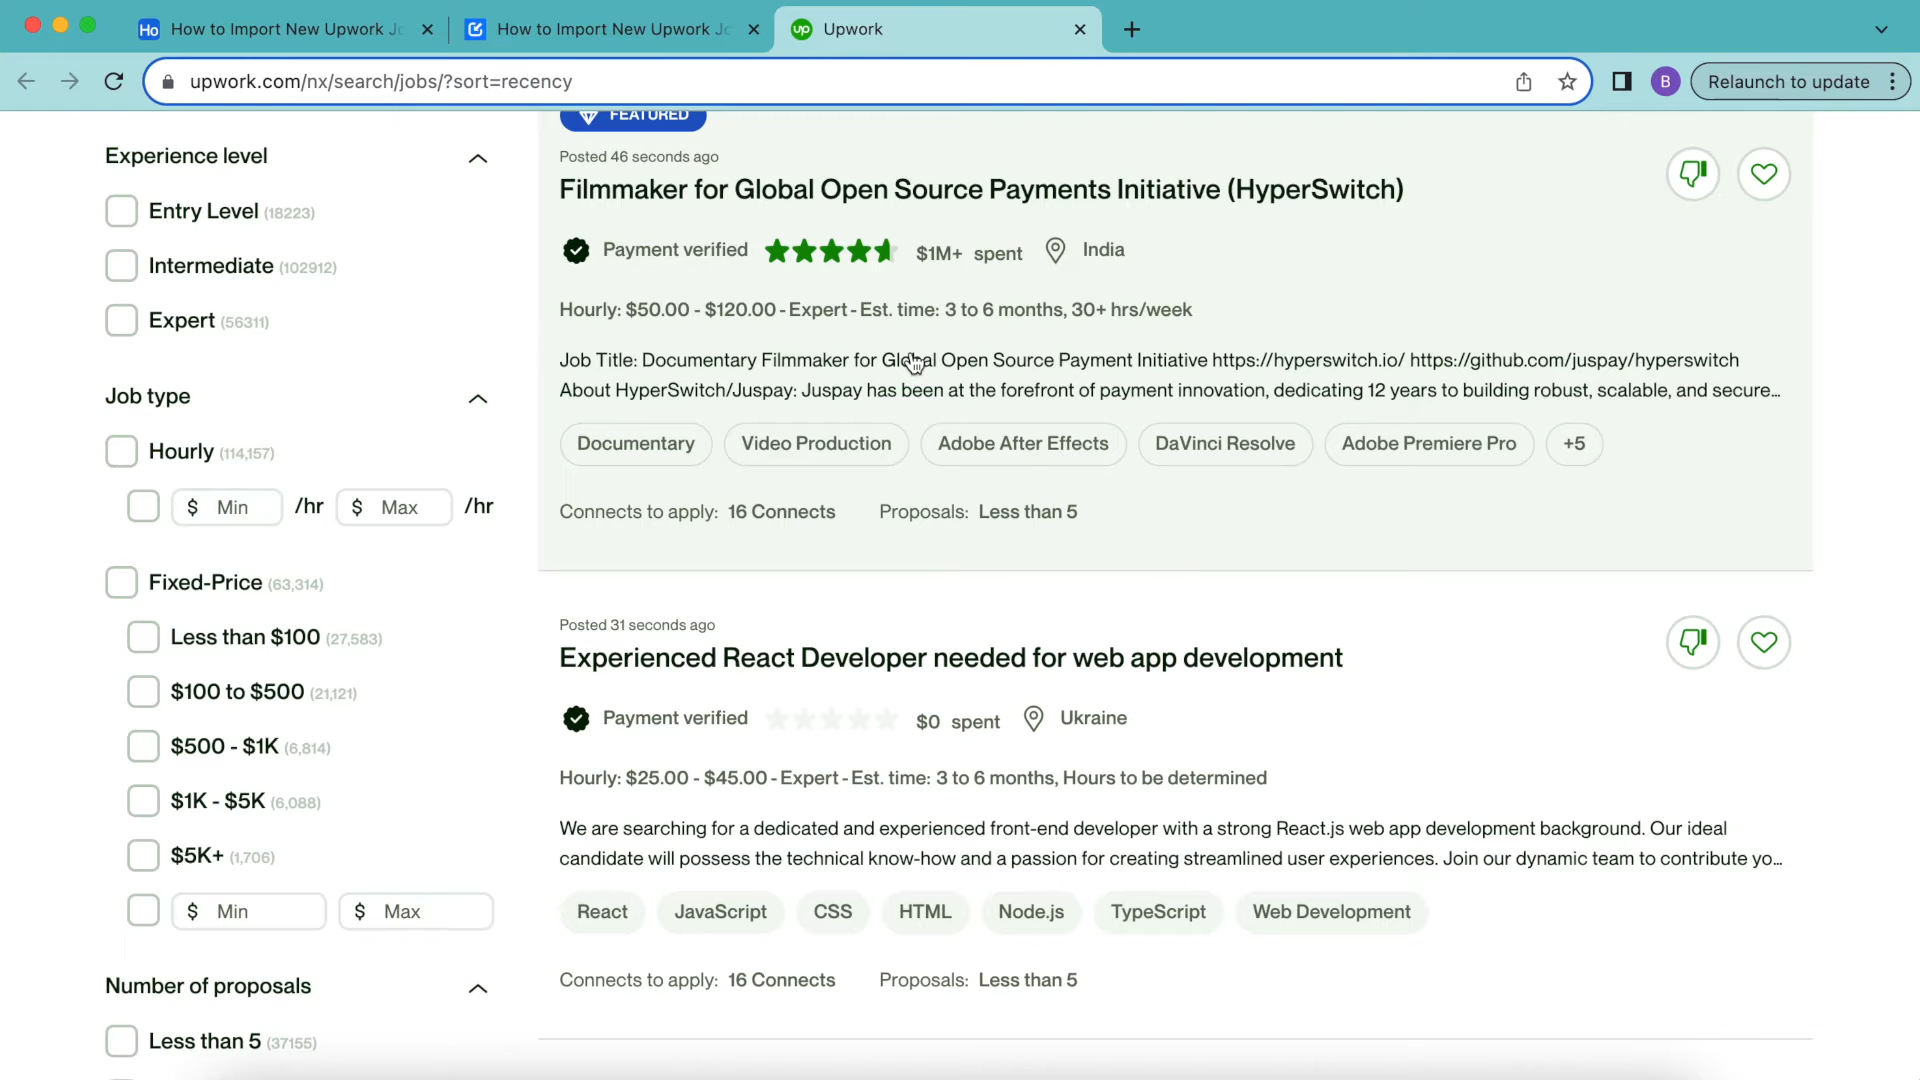 Ho How to Import New Upwork Jo
How to Import New Upwork Jo
up Upwork
upwork.com/nx/search/jobs/?sort=recency
B
Relaunch to update
Experience level
Entry Level (18223)
Intermediate (102912)
Expert (56311)
Job type
Hourly (114,157)
$ Min /hr $ Max /hr
Fixed-Price (63,314)
Less than $100 (27,583)
$100 to $500 (21,121)
$500 - $1K (6,814)
$1K - $5K (6,088)
$5K+ (1,706)
$ Min $ Max
Number of proposals
Less than 5 (37155)
FEATURED
Posted 46 seconds ago
Filmmaker for Global Open Source Payments Initiative (HyperSwitch)
Payment verified $1M+ spent India
Hourly: $50.00 - $120.00 - Expert - Est. time: 3 to 6 months, 30+ hrs/week
Job Title: Documentary Filmmaker for Global Open Source Payment Initiative https://hyperswitch.io/ https://github.com/juspay/hyperswitch
About HyperSwitch/Juspay: Juspay has been at the forefront of payment innovation, dedicating 12 years to building robust, scalable, and secure...
Documentary Video Production Adobe After Effects DaVinci Resolve Adobe Premiere Pro +5
Connects to apply: 16 Connects Proposals: Less than 5
Posted 31 seconds ago
Experienced React Developer needed for web app development
Payment verified $0 spent Ukraine
Hourly: $25.00 - $45.00 - Expert - Est. time: 3 to 6 months, Hours to be determined
We are searching for a dedicated and experienced front-end developer with a strong React.js web app development background. Our ideal
candidate will possess the technical know-how and a passion for creating streamlined user experiences. Join our dynamic team to contribute yo...
React JavaScript CSS HTML Node.js TypeScript Web Development
Connects to apply: 16 Connects Proposals: Less than 5